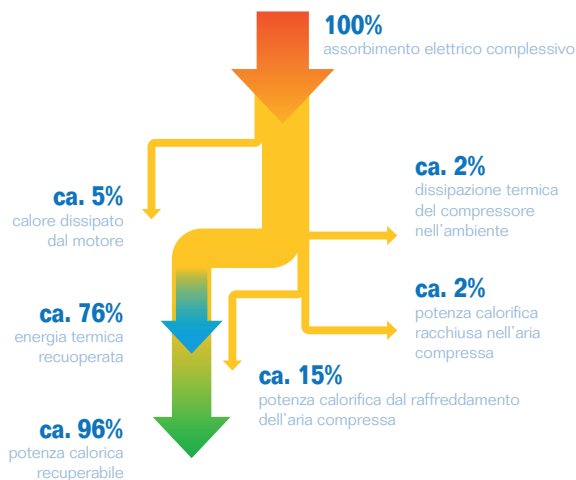 100%
assorbimento elettrico complessivo
ca. 5%
calore dissipato
dal motore
ca. 2%
dissipazione termica
del compressore
nell'ambiente
ca. 76%
energia termica
recuoperata
ca. 2%
potenza calorifica
racchiusa nell'aria
compressa
ca. 15%
potenza calorifica dal raffreddamento
dell'aria compressa
ca. 96%
potenza calorica
recuperabile